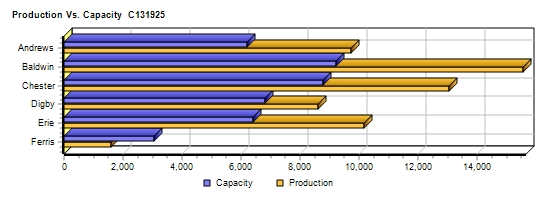 Production Vs. Capacity C131925
Andrews
Baldwin
Chester
Digby
Erie
Ferris
0 2,000 4,000 6,000 8,000 10,000 12,000 14,000
Capacity Production